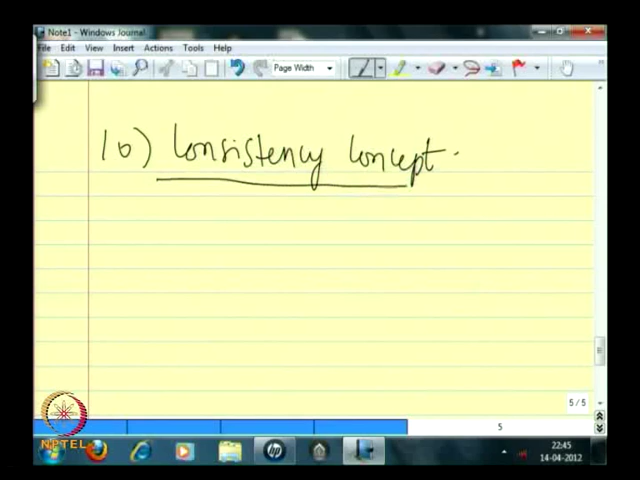 Note1 - Windows Journal
File Edit View Insert Actions Tools Help
Page Width
10) Consistency Concept.
5 / 5
5
NPTEL
22:45
14-04-2012